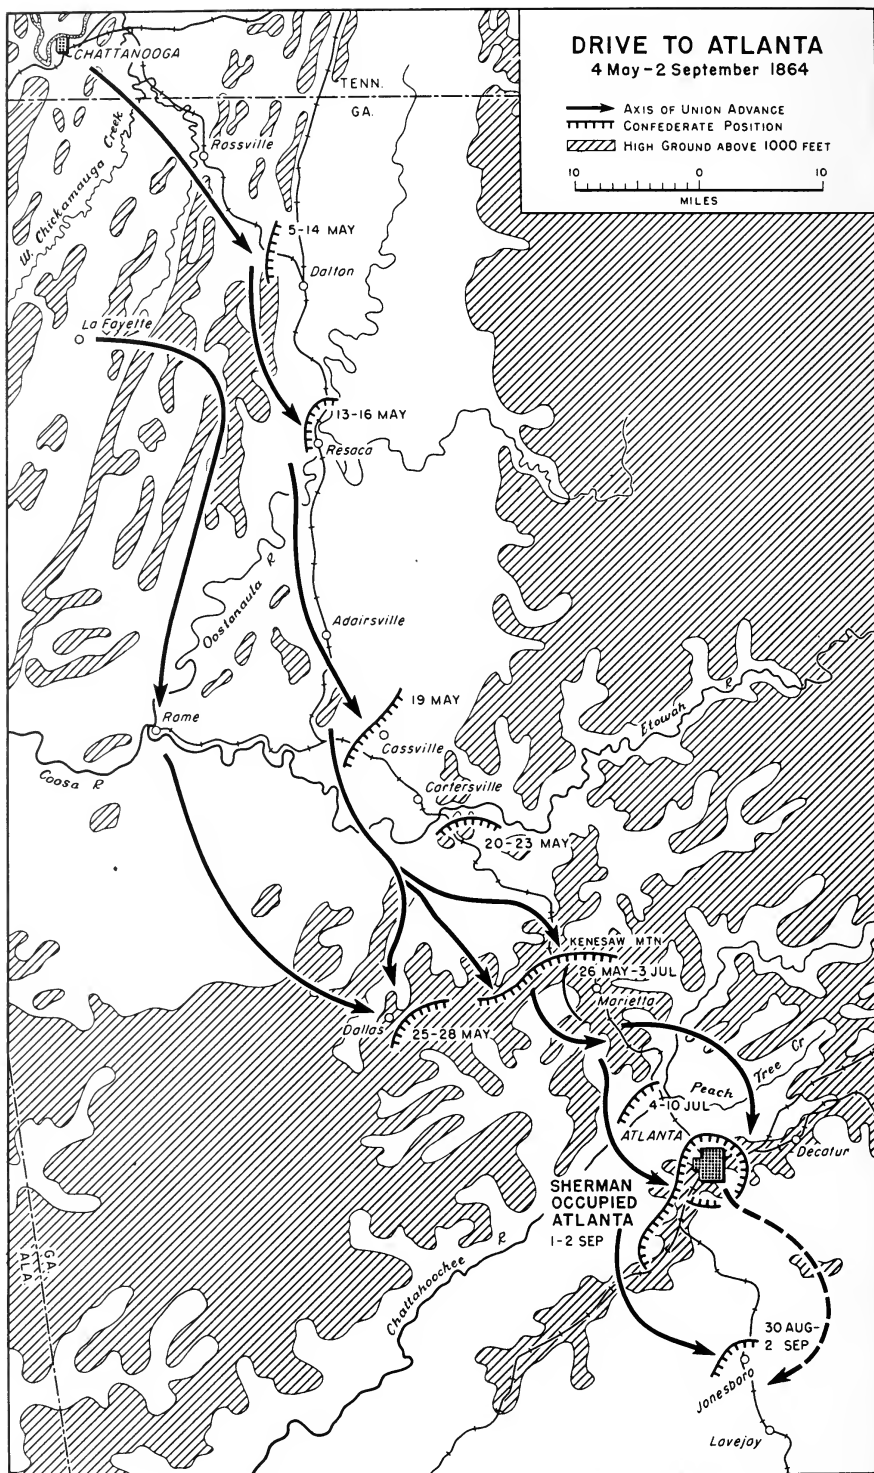 DRIVE TO ATLANTA
4 May – 2 September 1864
AXIS OF UNION ADVANCE
CONFEDERATE POSITION
HIGH GROUND ABOVE 1000 FEET
10 0 10
MILES
CHATTANOOGA
TENN.
GA.
W. Chickamauga Creek
Rossville
5-14 MAY
Dalton
La Fayette
13-16 MAY
Resaca
Oostanaula R
Adairsville
19 MAY
Rome
Cassville
Etowah R
Coosa R
Cartersville
20-23 MAY
KENESAW MTN
26 MAY-3 JUL
Marietta
Dallas
25-28 MAY
Peach Tree Cr
4-10 JUL
ATLANTA
Decatur
SHERMAN
OCCUPIED
ATLANTA
1-2 SEP
GA.
ALA.
Chattahoochee R
30 AUG-
2 SEP
Jonesboro
Lovejoy